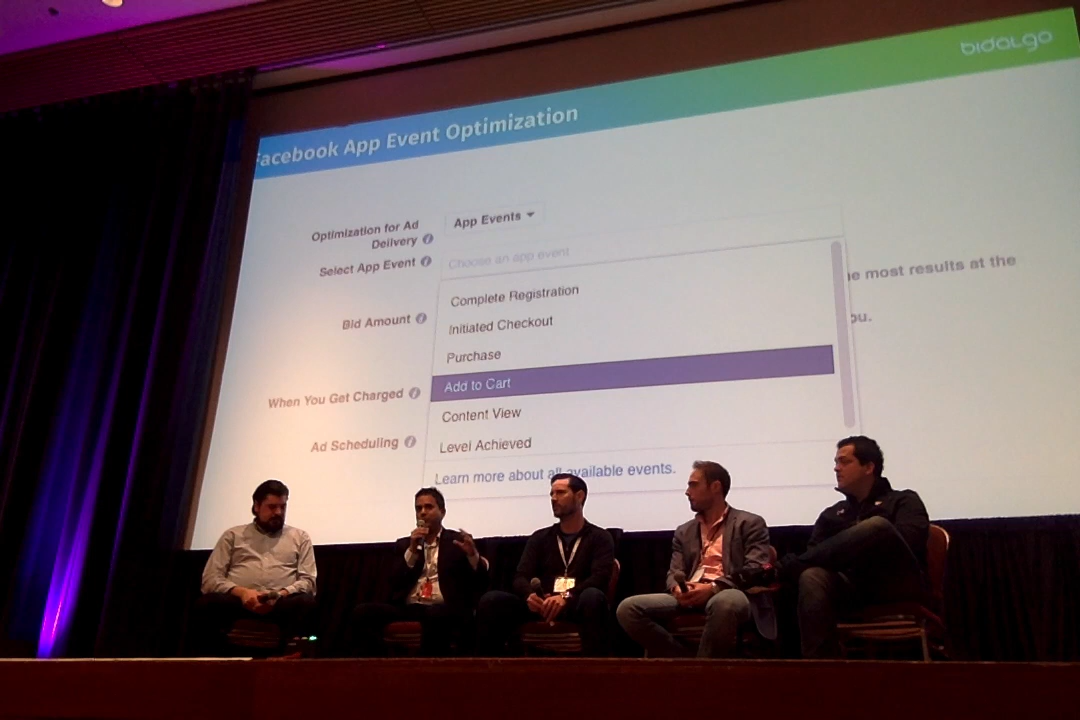 bidalgo
Facebook App Event Optimization
Optimization for Ad
Delivery
App Events
Select App Event
Choose an app event
Complete Registration
Initiated Checkout
Purchase
Add to Cart
Content View
Level Achieved
Learn more about all available events.
Bid Amount
When You Get Charged
Ad Scheduling
most results at the